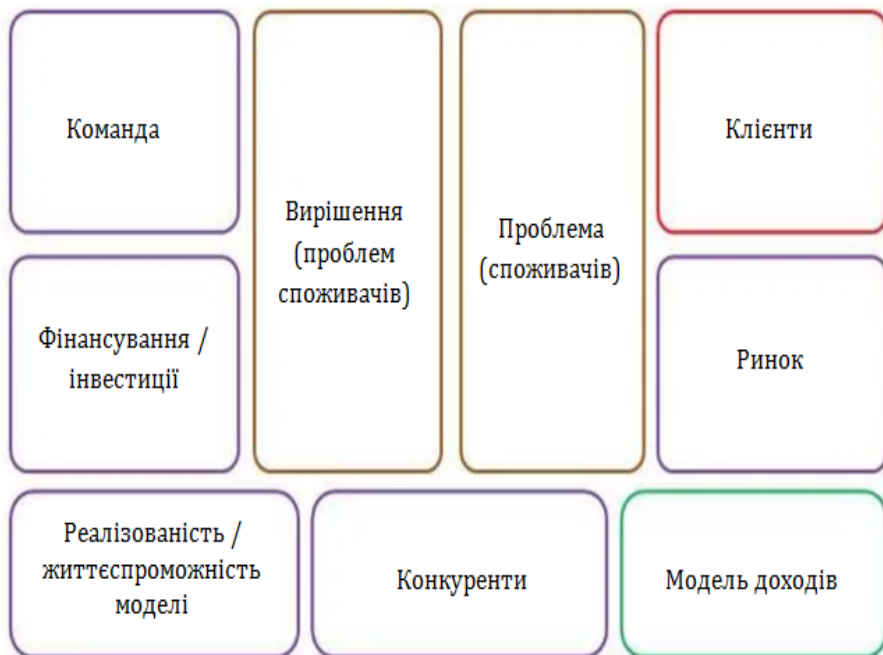 Команда
Вирішення
(проблем
споживачів)
Проблема
(споживачів)
Клієнти
Фінансування /
інвестиції
Ринок
Реалізованість /
життєспроможність
моделі
Конкуренти
Модель доходів